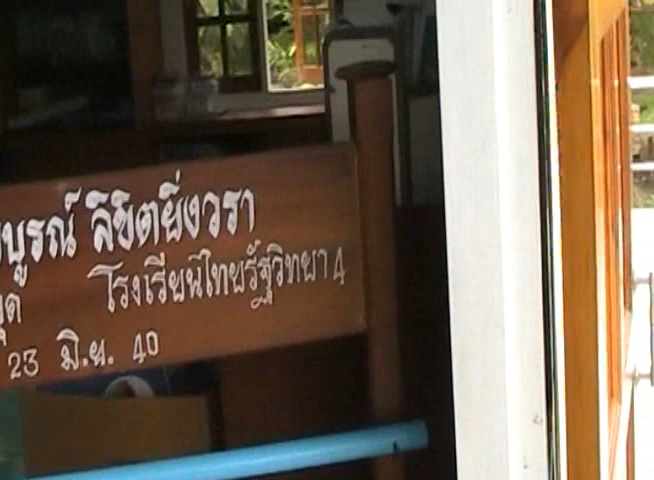 บูรณ์ ลิขิตยิ่งวรา
โรงเรียนไทยรัฐวิทยา 4
23 มิ.ย. 40